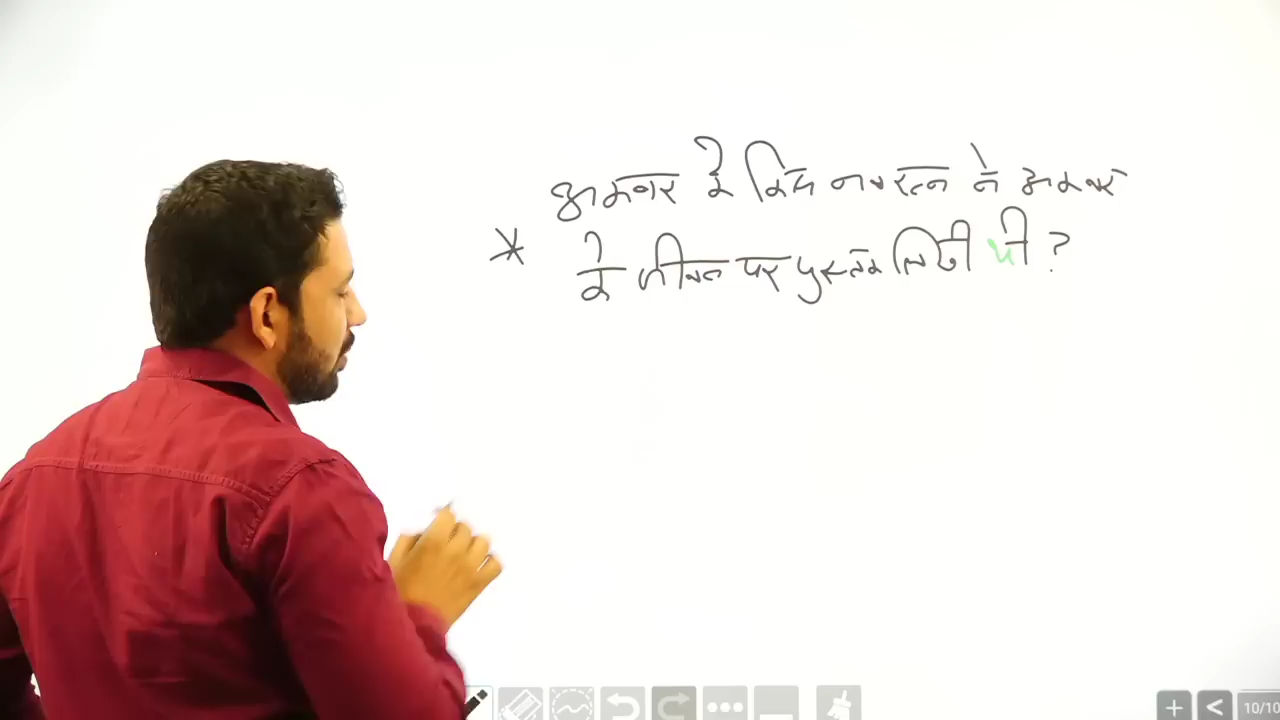 अकबर के किस नवरत्न ने अकबर
* के जीवन पर पुस्तक लिखी थी ?
10/10